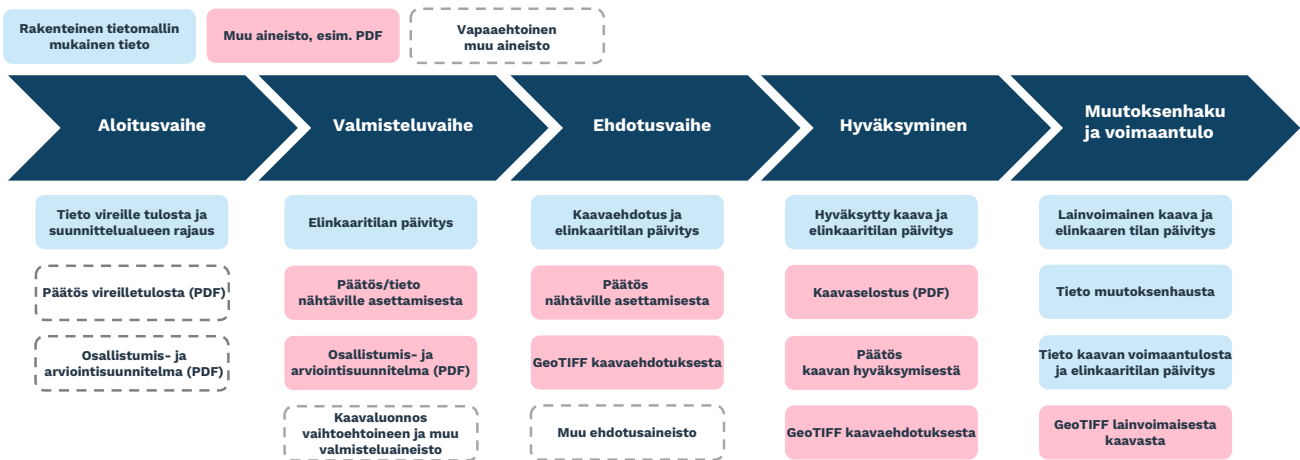 Rakenteinen tietomallin
mukainen tieto
Muu aineisto, esim. PDF
Vapaaehtoinen
muu aineisto
Aloitusvaihe
Valmisteluvaihe
Ehdotusvaihe
Hyväksyminen
Muutoksenhaku
ja voimaantulo
Tieto vireille tulosta ja
suunnittelualueen rajaus
Päätös vireilletulosta (PDF)
Osallistumis- ja
arviointisuunnitelma (PDF)
Elinkaaritilan päivitys
Päätös/tieto
nähtäville asettamisesta
Osallistumis- ja
arviointisuunnitelma (PDF)
Kaavaluonnos
vaihtoehtoineen ja muu
valmisteluaineisto
Kaavaehdotus ja
elinkaaritilan päivitys
Päätös
nähtäville asettamisesta
GeoTIFF kaavaehdotuksesta
Muu ehdotusaineisto
Hyväksytty kaava ja
elinkaaritilan päivitys
Kaavaselostus (PDF)
Päätös
kaavan hyväksymisestä
GeoTIFF kaavaehdotuksesta
Lainvoimainen kaava ja
elinkaaren tilan päivitys
Tieto muutoksenhausta
Tieto kaavan voimaantulosta
ja elinkaaritilan päivitys
GeoTIFF lainvoimaisesta
kaavasta